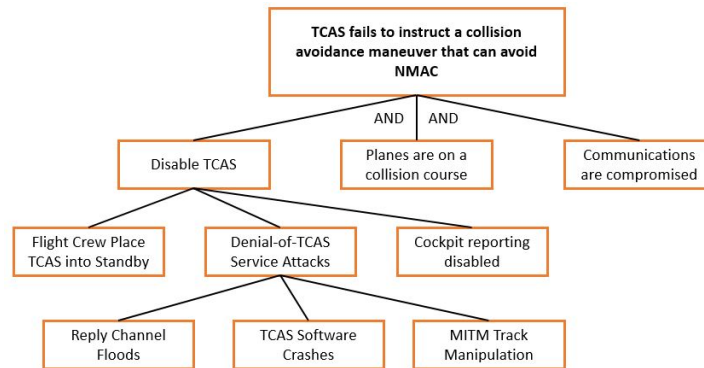 TCAS fails to instruct a collision
avoidance maneuver that can avoid
NMAC
AND AND
Disable TCAS
Planes are on a
collision course
Communications
are compromised
Flight Crew Place
TCAS into Standby
Denial-of-TCAS
Service Attacks
Cockpit reporting
disabled
Reply Channel
Floods
TCAS Software
Crashes
MITM Track
Manipulation